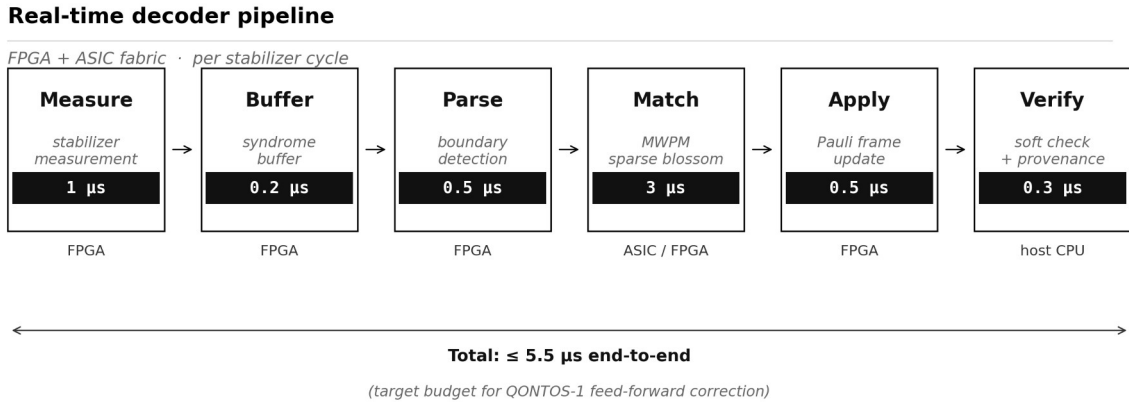 Real-time decoder pipeline
FPGA + ASIC fabric · per stabilizer cycle
Measure
stabilizer
measurement
1 µs
FPGA
Buffer
syndrome
buffer
0.2 µs
FPGA
Parse
boundary
detection
0.5 µs
FPGA
Match
MWPM
sparse blossom
3 µs
ASIC / FPGA
Apply
Pauli frame
update
0.5 µs
FPGA
Verify
soft check
+ provenance
0.3 µs
host CPU
Total: ≤ 5.5 µs end-to-end
(target budget for QONTOS-1 feed-forward correction)